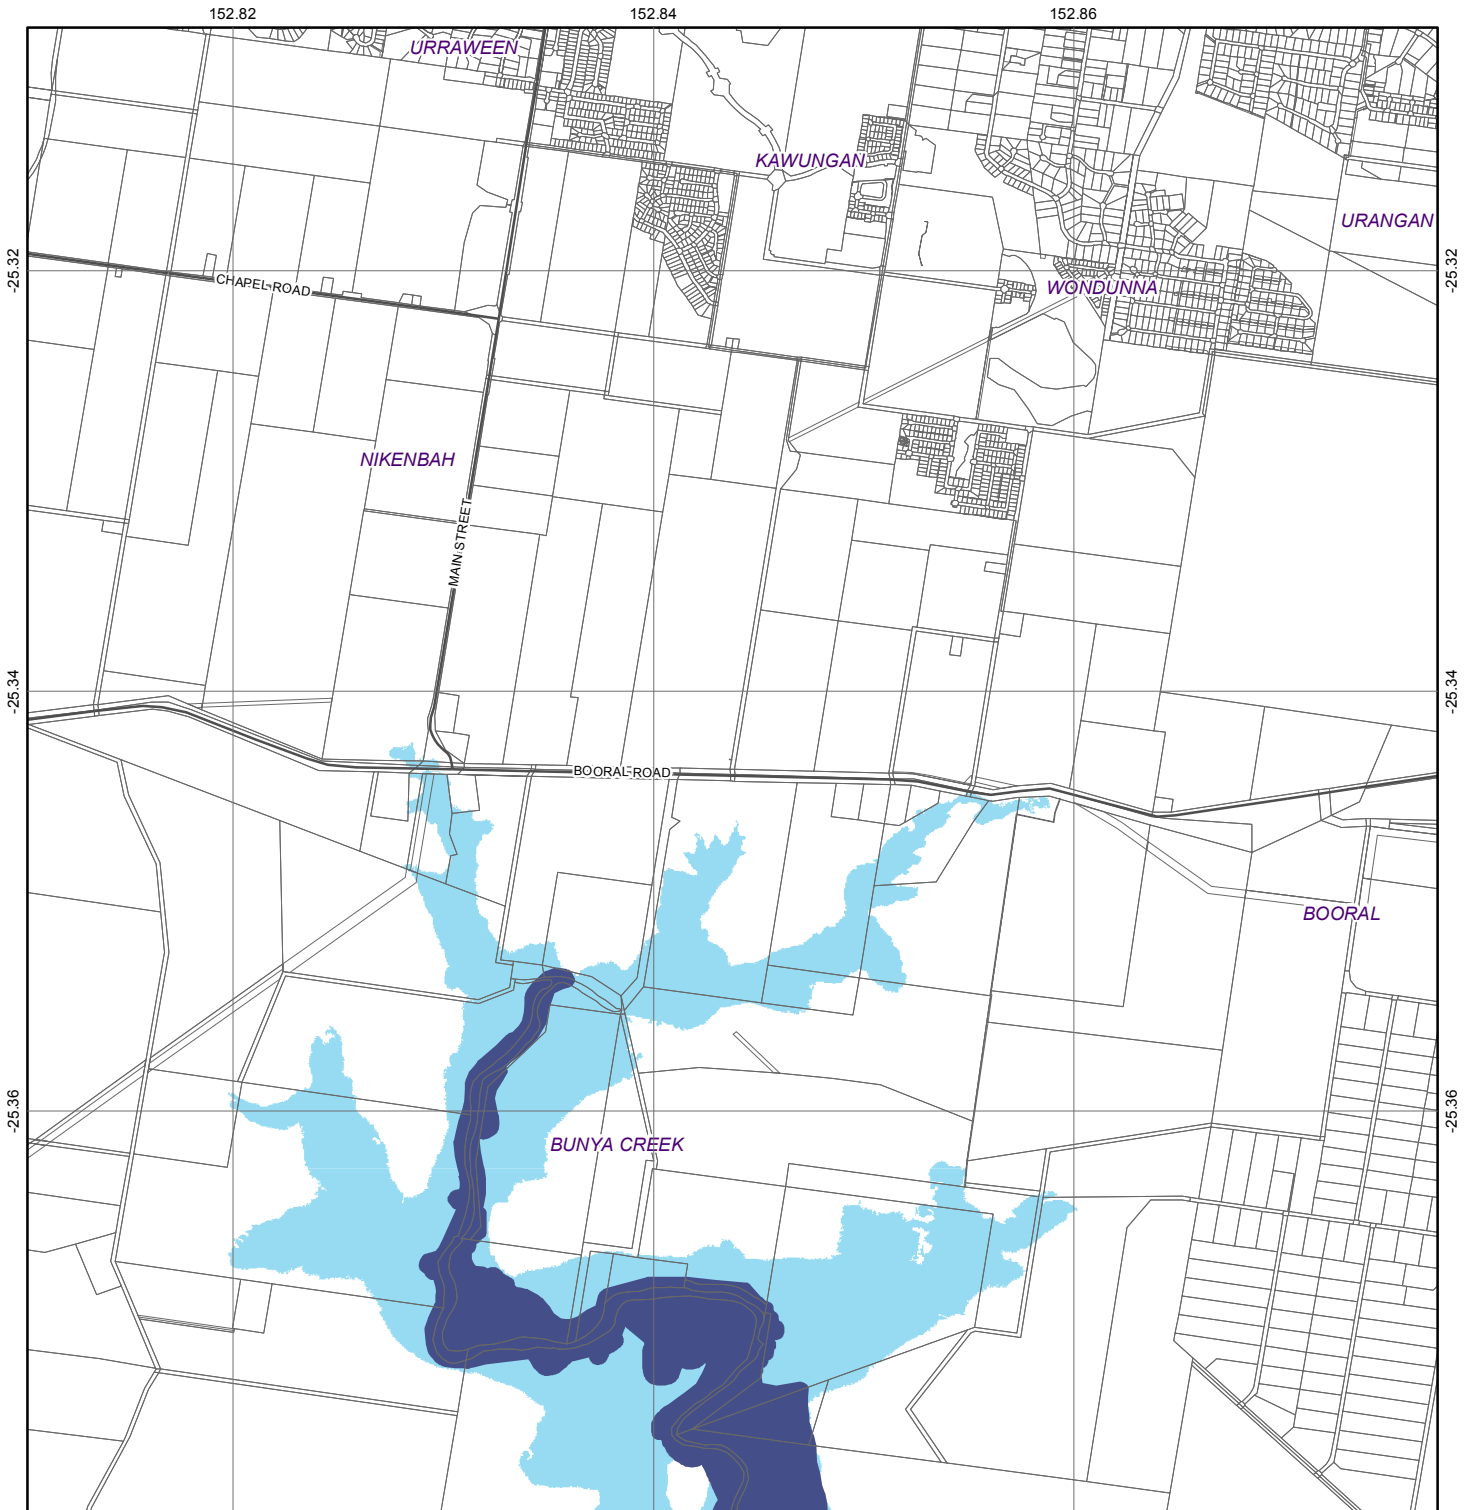 152.82
152.84
152.86
URRAWEEN
KAWUNGAN
URANGAN
-25.32
-25.32
CHAPEL ROAD
WONDUNNA
NIKENBAH
MAIN STREET
-25.34
-25.34
BOORAL ROAD
BOORAL
-25.36
-25.36
BUNYA CREEK